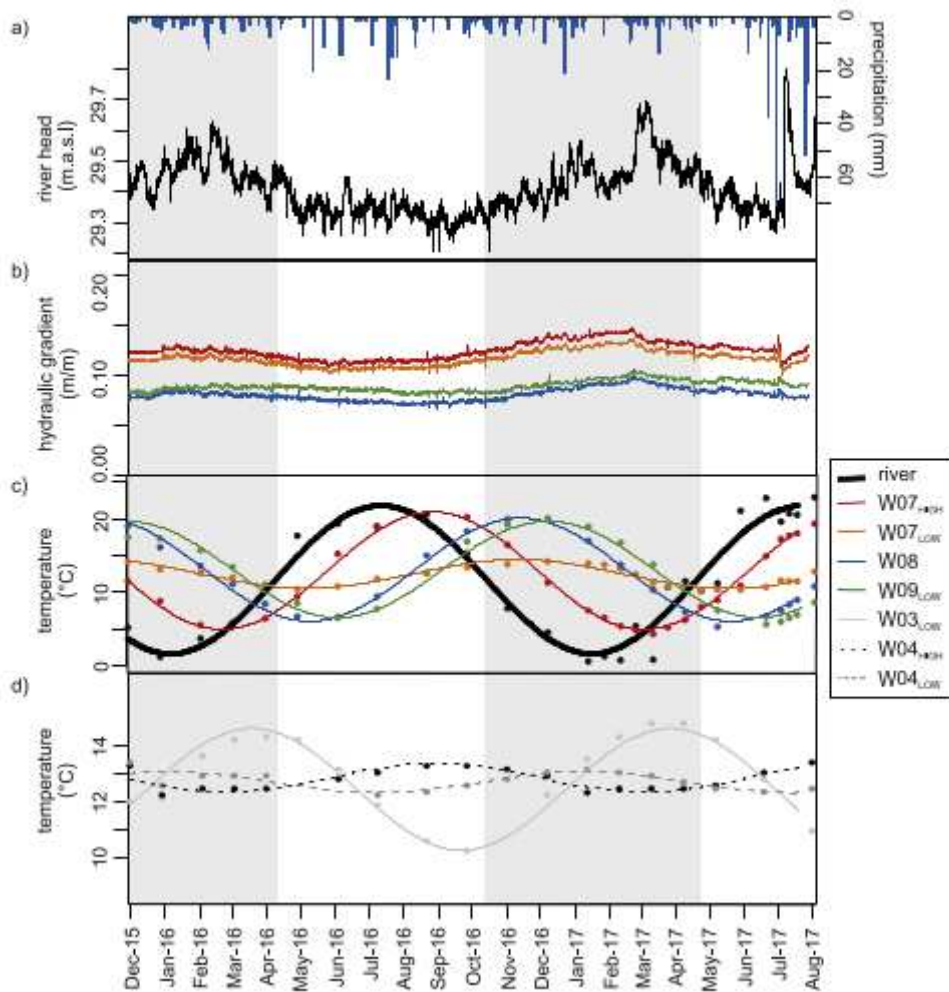 a)
river head
(m.a.s.l)
29.7
29.5
29.3
0
20
40
60
precipitation (mm)
b)
hydraulic gradient
(m/m)
0.20
0.10
0.00
c)
temperature
(°C)
20
10
0
d)
temperature
(°C)
14
12
10
Dec-15
Jan-16
Feb-16
Mar-16
Apr-16
May-16
Jun-16
Jul-16
Aug-16
Sep-16
Oct-16
Nov-16
Dec-16
Jan-17
Feb-17
Mar-17
Apr-17
May-17
Jun-17
Jul-17
Aug-17
river
W07HIGH
W07LOW
W08
W09LOW
W03LOW
W04HIGH
W04LOW